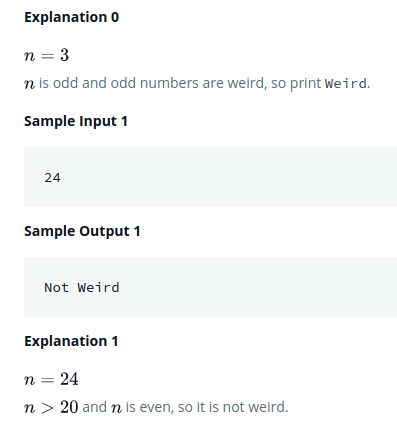 Explanation 0
n = 3
n is odd and odd numbers are weird, so print Weird.
Sample Input 1
24
Sample Output 1
Not Weird
Explanation 1
n = 24
n > 20 and n is even, so it is not weird.